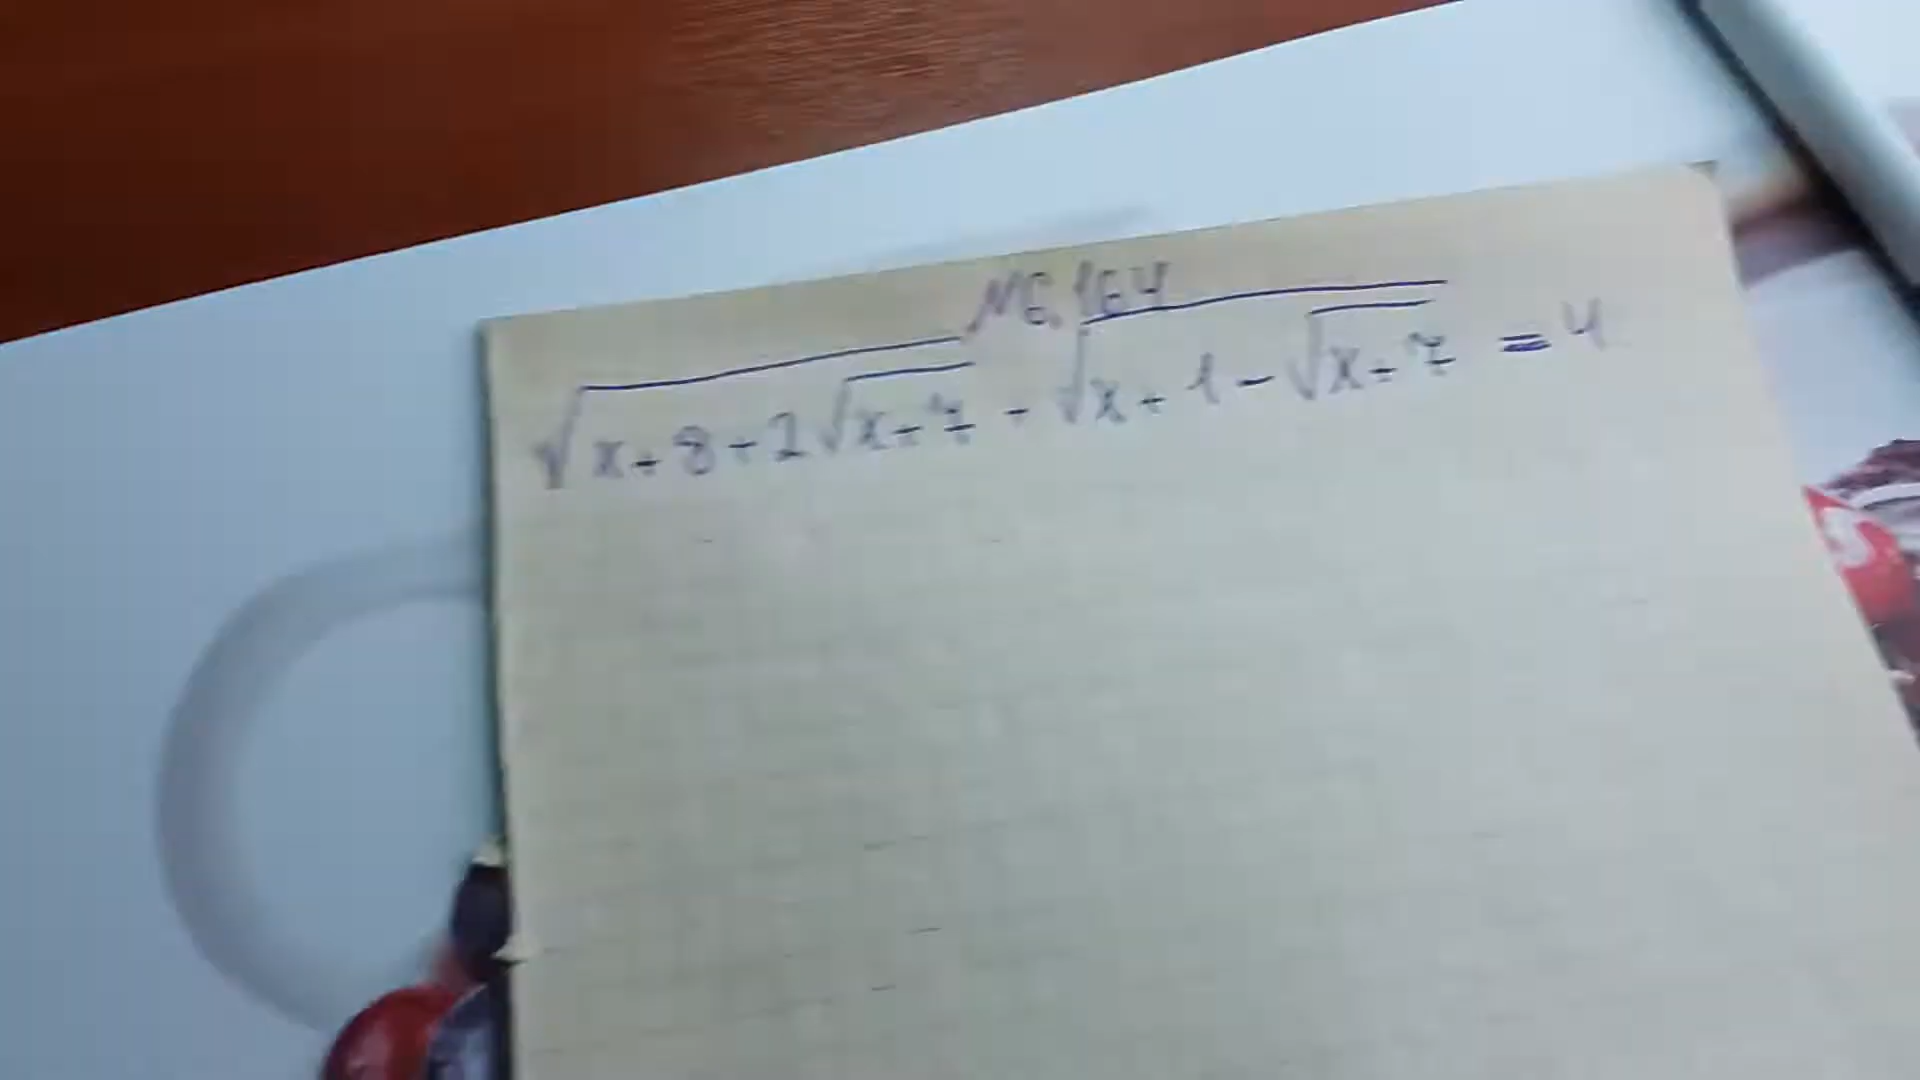 №6.164
√(x+8+2√(x+7)) + √(x+1-√(x+7)) = 4